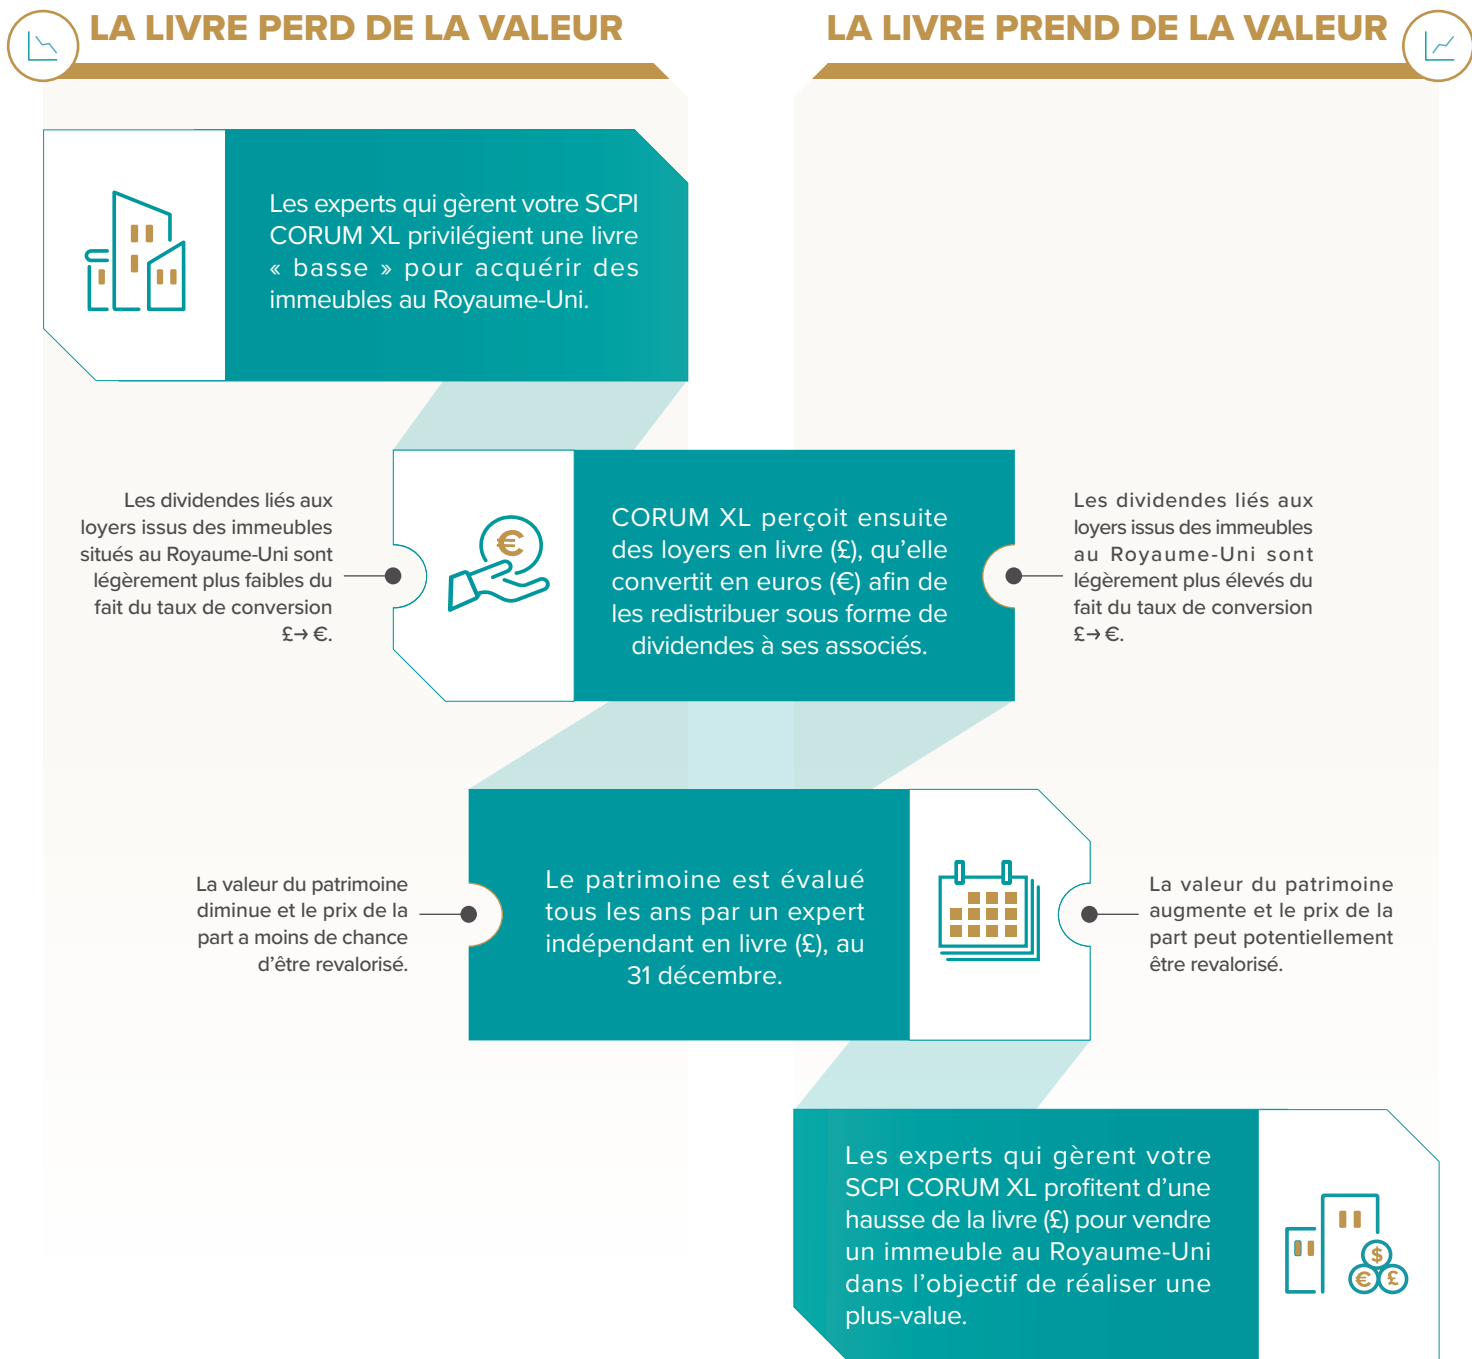 LA LIVRE PERD DE LA VALEUR
LA LIVRE PREND DE LA VALEUR
Les experts qui gèrent votre SCPI
CORUM XL privilégient une livre
« basse » pour acquérir des
immeubles au Royaume-Uni.
Les dividendes liés aux
loyers issus des immeubles
situés au Royaume-Uni sont
légèrement plus faibles du
fait du taux de conversion
£→ €.
€
CORUM XL perçoit ensuite
des loyers en livre (£), qu’elle
convertit en euros (€) afin de
les redistribuer sous forme de
dividendes à ses associés.
Les dividendes liés aux
loyers issus des immeubles
au Royaume-Uni sont
légèrement plus élevés du
fait du taux de conversion
£→ €.
La valeur du patrimoine
diminue et le prix de la
part a moins de chance
d’être revalorisé.
Le patrimoine est évalué
tous les ans par un expert
indépendant en livre (£), au
31 décembre.
La valeur du patrimoine
augmente et le prix de la
part peut potentiellement
être revalorisé.
Les experts qui gèrent votre
SCPI CORUM XL profitent d’une
hausse de la livre (£) pour vendre
un immeuble au Royaume-Uni
dans l’objectif de réaliser une
plus-value.
$
€ £